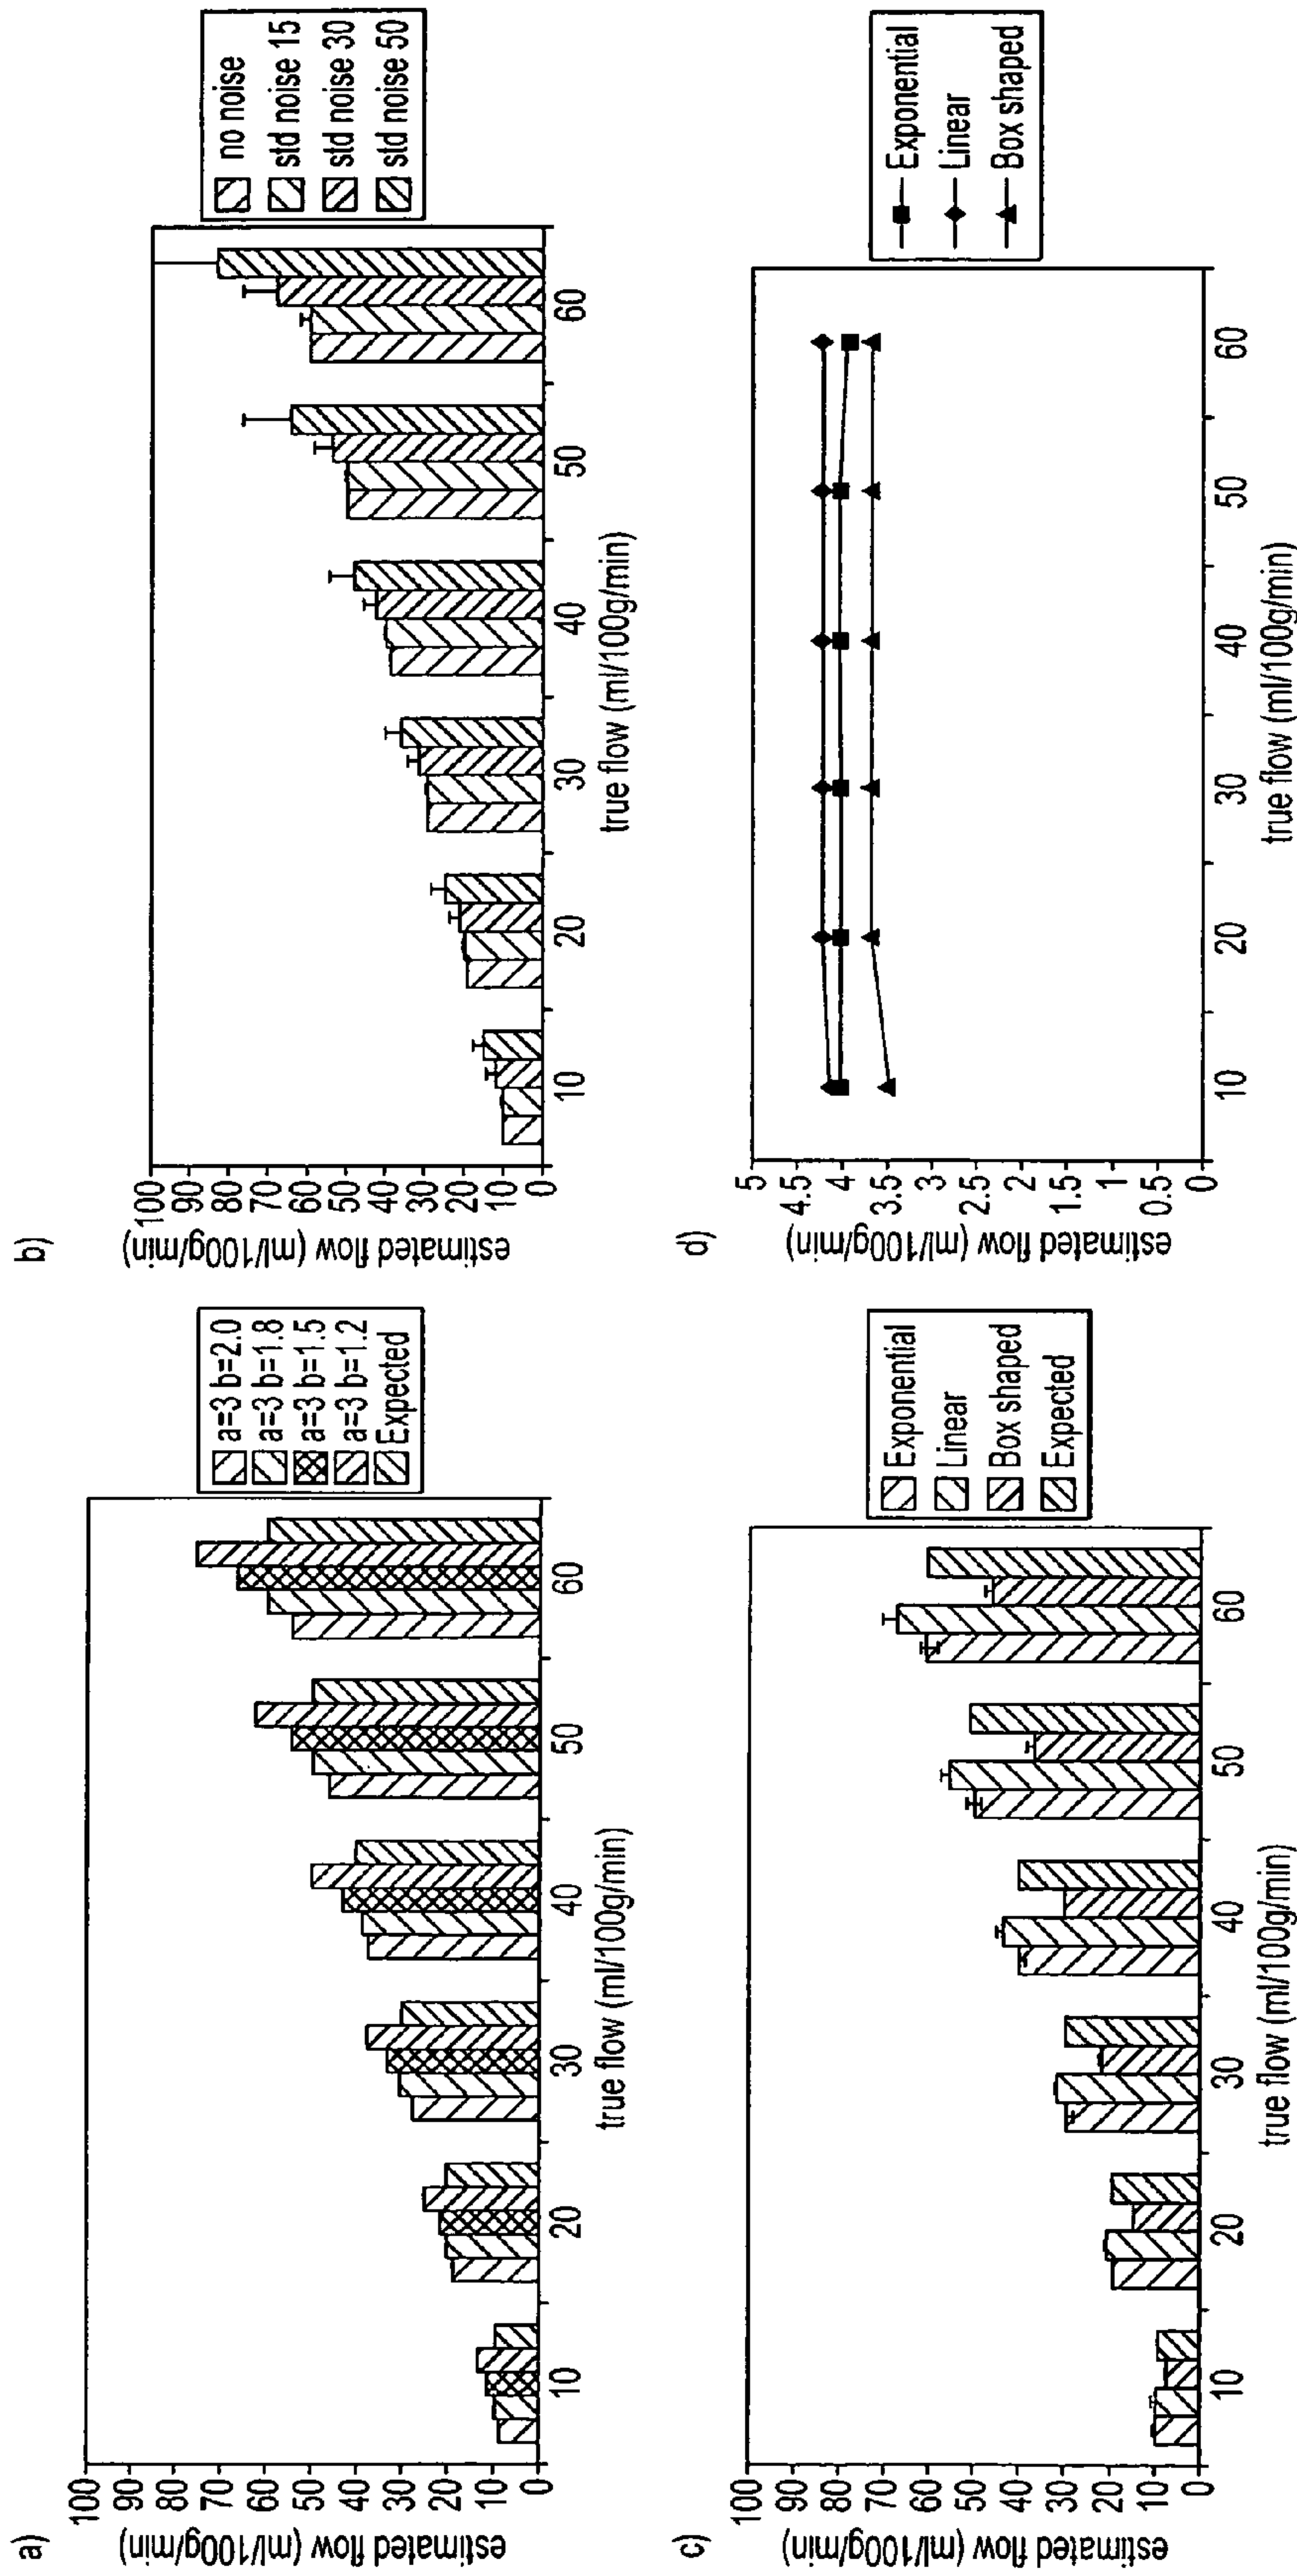 a)
estimated flow (ml/100g/min)
100
90
80
70
60
50
40
30
20
10
0
10
20
30
40
50
60
true flow (ml/100g/min)
a=3 b=2.0
a=3 b=1.8
a=3 b=1.5
a=3 b=1.2
Expected
b)
estimated flow (ml/100g/min)
100
90
80
70
60
50
40
30
20
10
0
10
20
30
40
50
60
true flow (ml/100g/min)
no noise
std noise 15
std noise 30
std noise 50
c)
estimated flow (ml/100g/min)
100
90
80
70
60
50
40
30
20
10
0
10
20
30
40
50
60
true flow (ml/100g/min)
Exponential
Linear
Box shaped
Expected
d)
estimated flow (ml/100g/min)
5
4.5
4
3.5
3
2.5
2
1.5
1
0.5
0
10
20
30
40
50
60
true flow (ml/100g/min)
Exponential
Linear
Box shaped